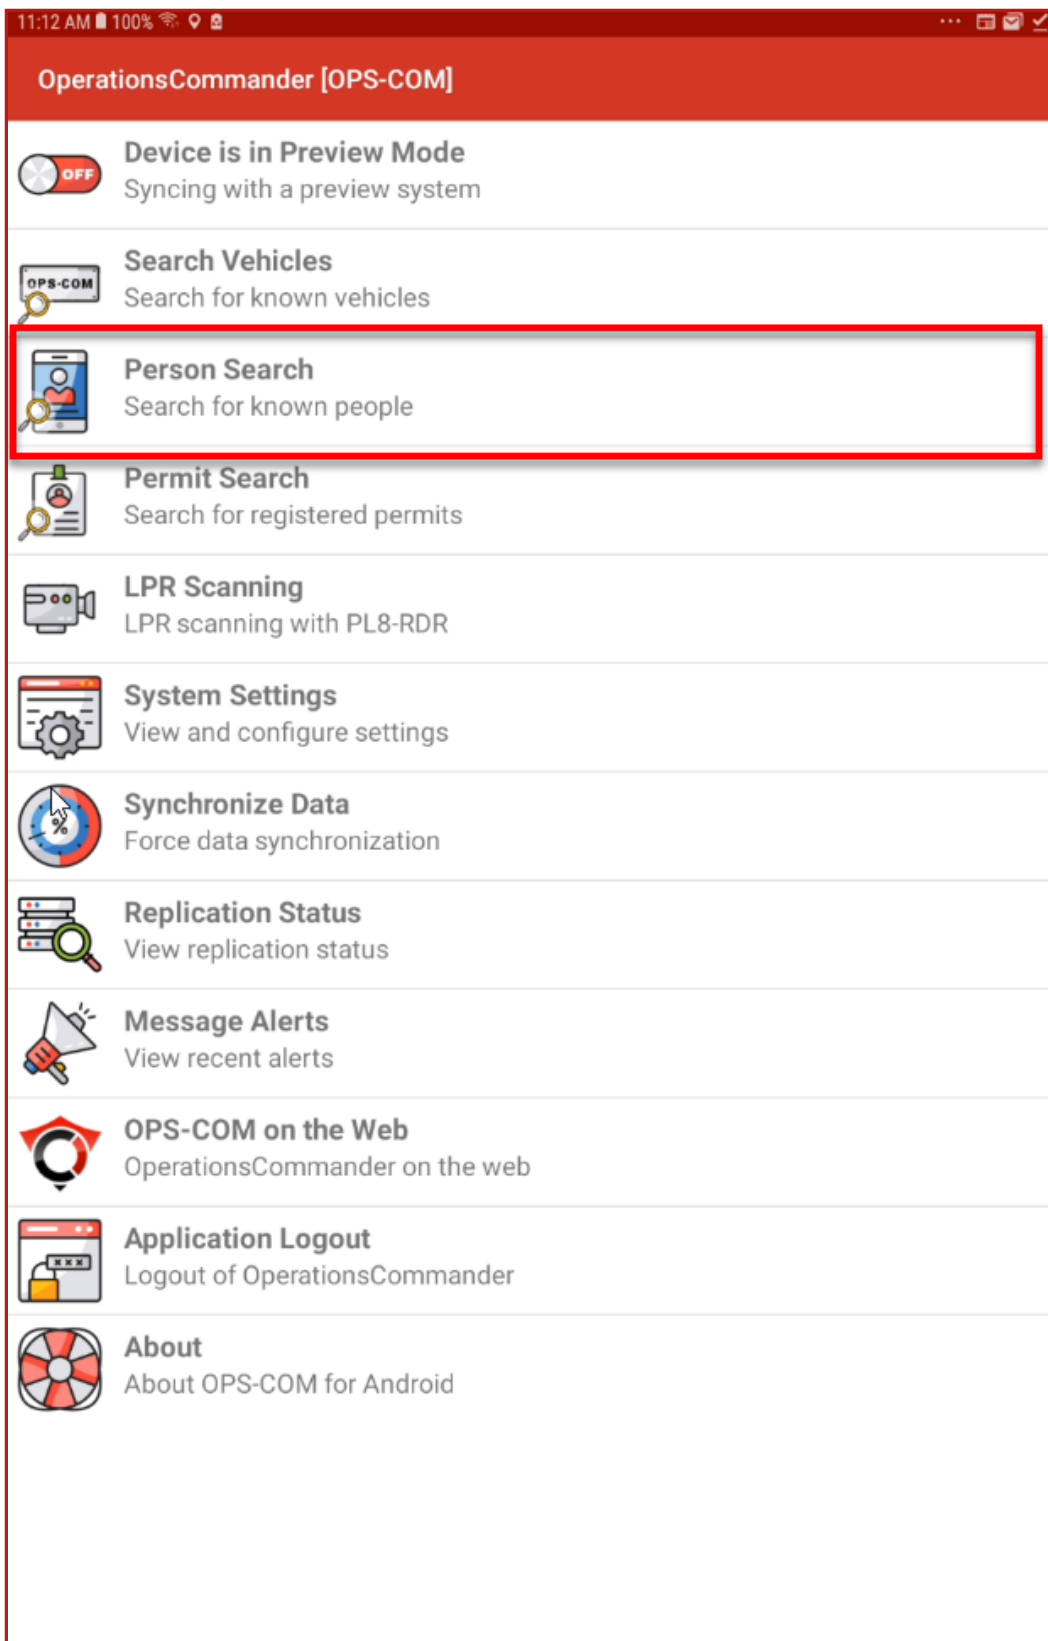 11:12 AM 100%
OperationsCommander [OPS-COM]
OFF
Device is in Preview Mode
Syncing with a preview system
OPS-COM
Search Vehicles
Search for known vehicles
Person Search
Search for known people
Permit Search
Search for registered permits
LPR Scanning
LPR scanning with PL8-RDR
System Settings
View and configure settings
%
Synchronize Data
Force data synchronization
Replication Status
View replication status
Message Alerts
View recent alerts
OPS-COM on the Web
OperationsCommander on the web
xxx
Application Logout
Logout of OperationsCommander
About
About OPS-COM for Android